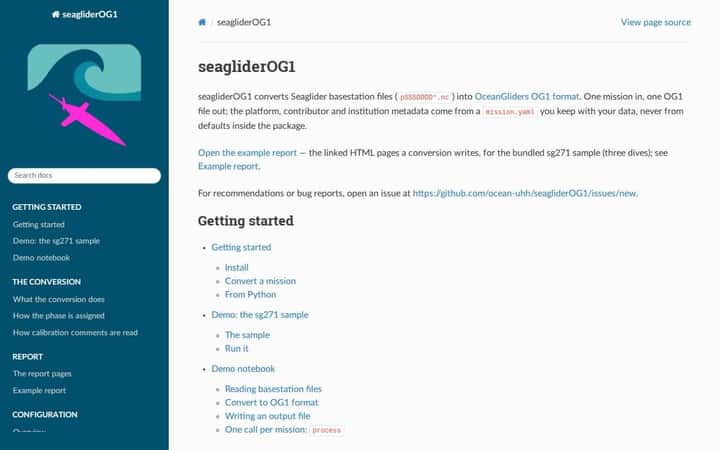 seagliderOG1
Search docs
GETTING STARTED
Getting started
Demo: the sg271 sample
Demo notebook
THE CONVERSION
What the conversion does
How the phase is assigned
How calibration comments are read
REPORT
The report pages
Example report
CONFIGURATION
Overview
seagliderOG1
View page source
seagliderOG1
seagliderOG1 converts Seaglider basestation files ( pSSSDDDD*.nc ) into OceanGliders OG1 format. One mission in, one OG1
file out; the platform, contributor and institution metadata come from a mission.yaml you keep with your data, never from
defaults inside the package.
Open the example report — the linked HTML pages a conversion writes, for the bundled sg271 sample (three dives); see
Example report.
For recommendations or bug reports, open an issue at https://github.com/ocean-uhh/seagliderOG1/issues/new.
Getting started
Getting started
Install
Convert a mission
From Python
Demo: the sg271 sample
The sample
Run it
Demo notebook
Reading basestation files
Convert to OG1 format
Writing an output file
One call per mission: process